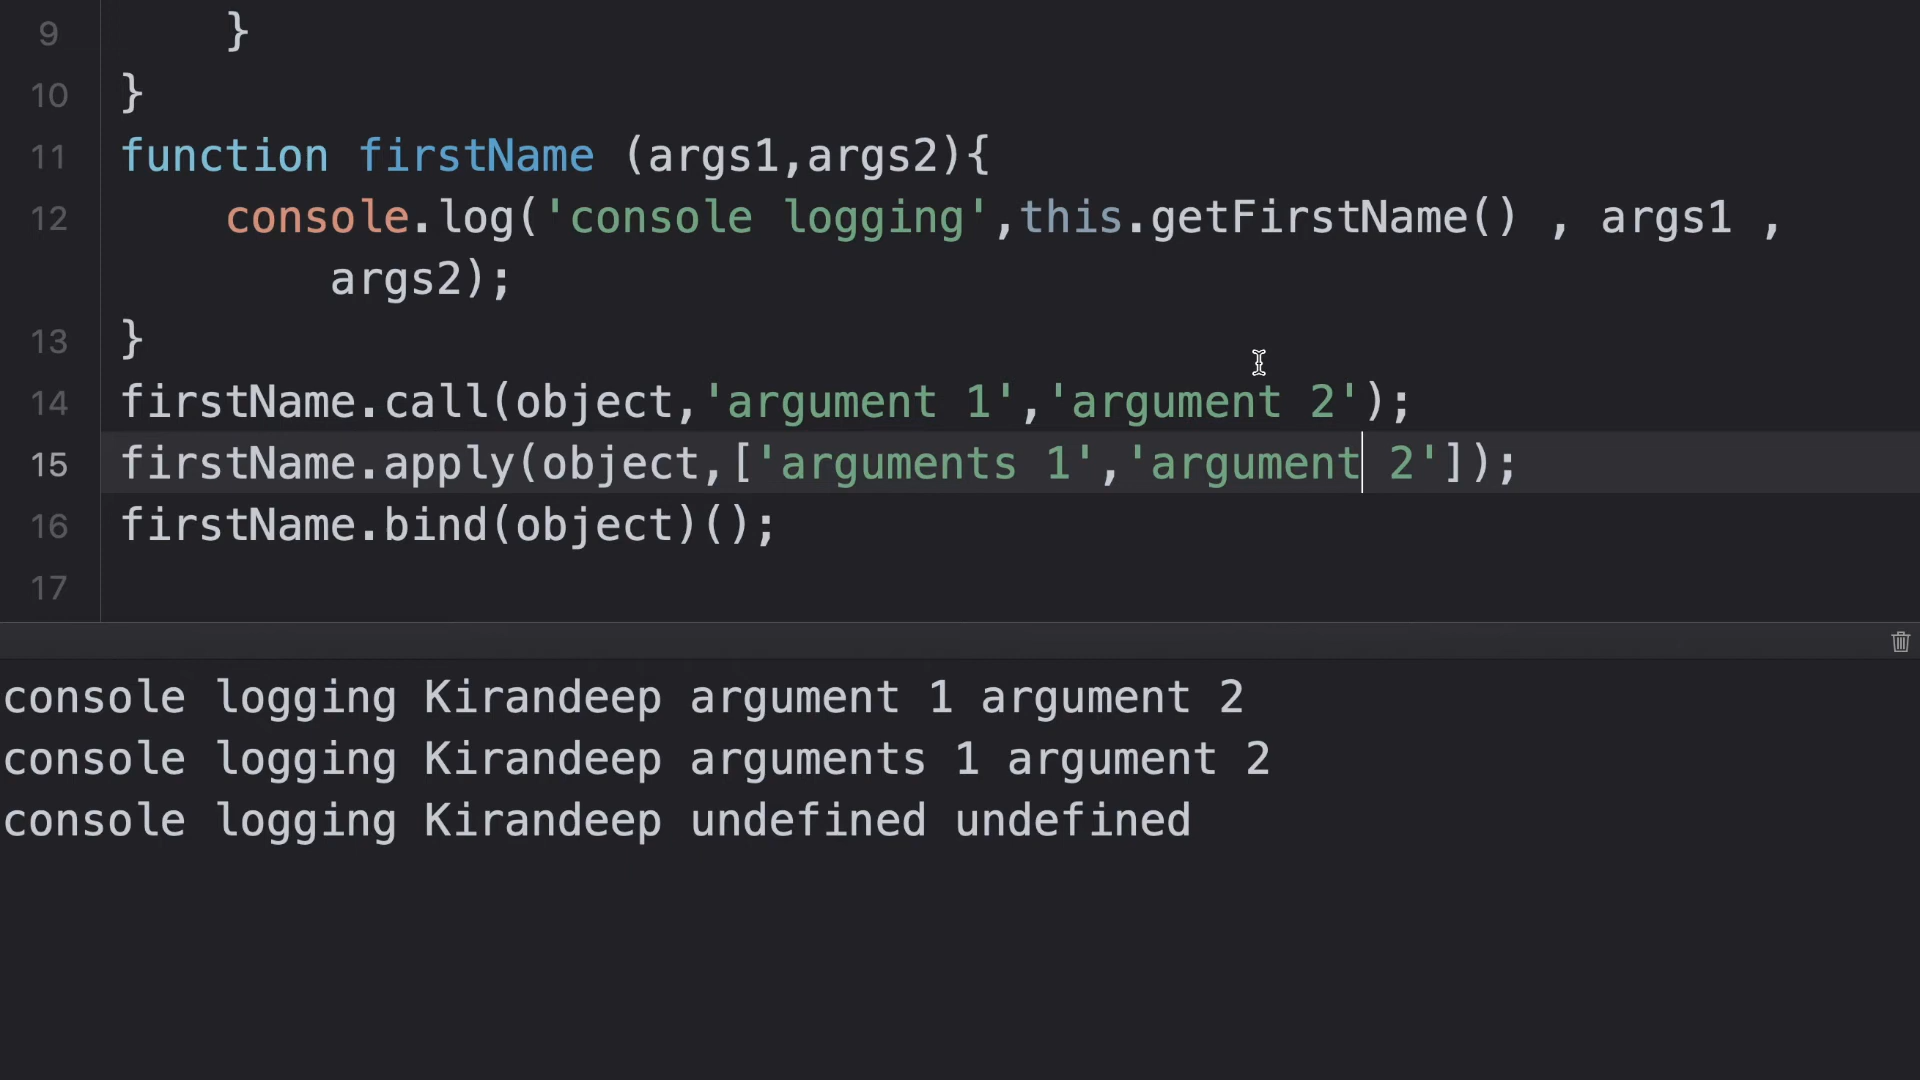 9 }
10 }
11 function firstName (args1,args2){
12 console.log('console logging',this.getFirstName() , args1 ,
args2);
13 }
14 firstName.call(object,'argument 1','argument 2');
15 firstName.apply(object,['arguments 1','argument 2']);
16 firstName.bind(object)();
17
console logging Kirandeep argument 1 argument 2
console logging Kirandeep arguments 1 argument 2
console logging Kirandeep undefined undefined